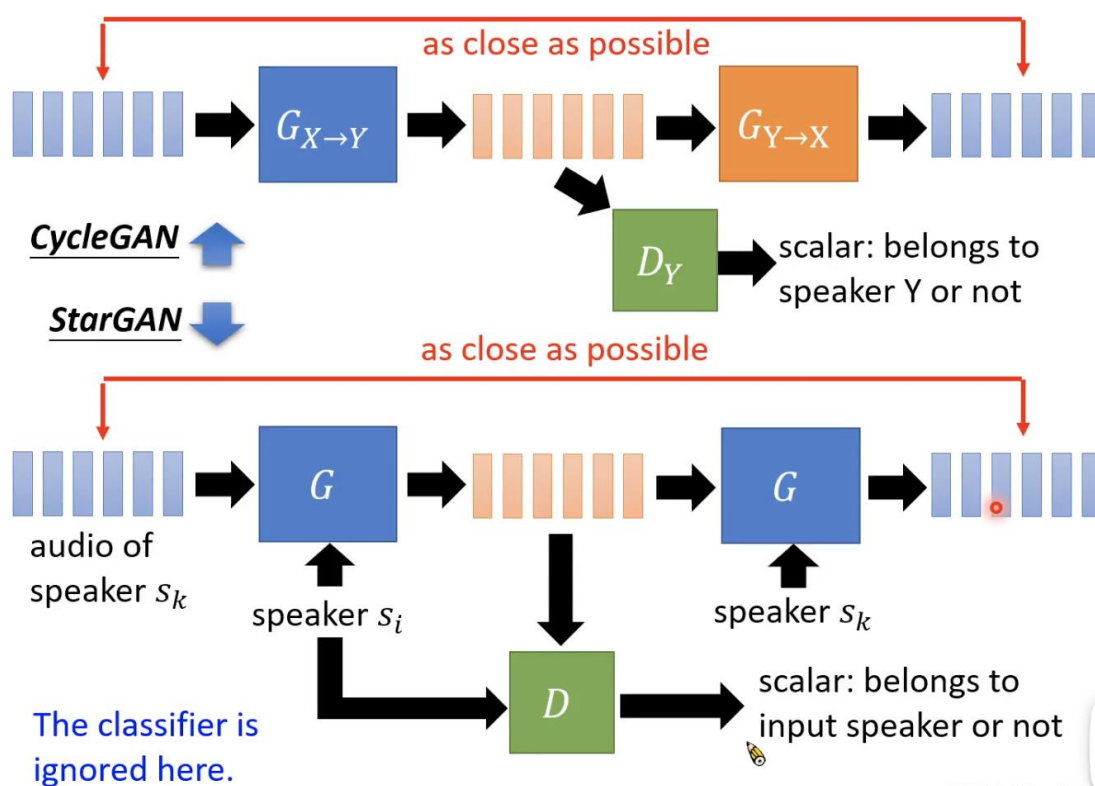 as close as possible
G_{X→Y}
G_{Y→X}
CycleGAN
D_Y
scalar: belongs to
speaker Y or not
StarGAN
as close as possible
G
G
audio of
speaker s_k
speaker s_i
speaker s_k
D
scalar: belongs to
input speaker or not
The classifier is
ignored here.